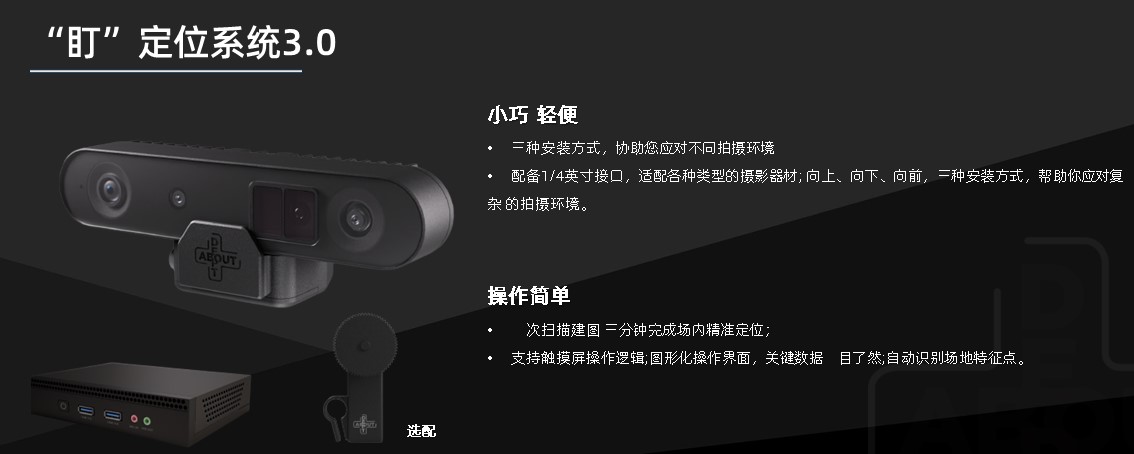 “盯”定位系统3.0
小巧 轻便
• 三种安装方式，协助您应对不同拍摄环境
• 配备1/4英寸接口，适配各种类型的摄影器材; 向上、向下、向前，三种安装方式，帮助你应对复
杂的拍摄环境。
DEPT
ABOUT
操作简单
• 次扫描建图 三分钟完成场内精准定位；
• 支持触摸屏操作逻辑;图形化操作界面，关键数据 目了然;自动识别场地特征点。
选配